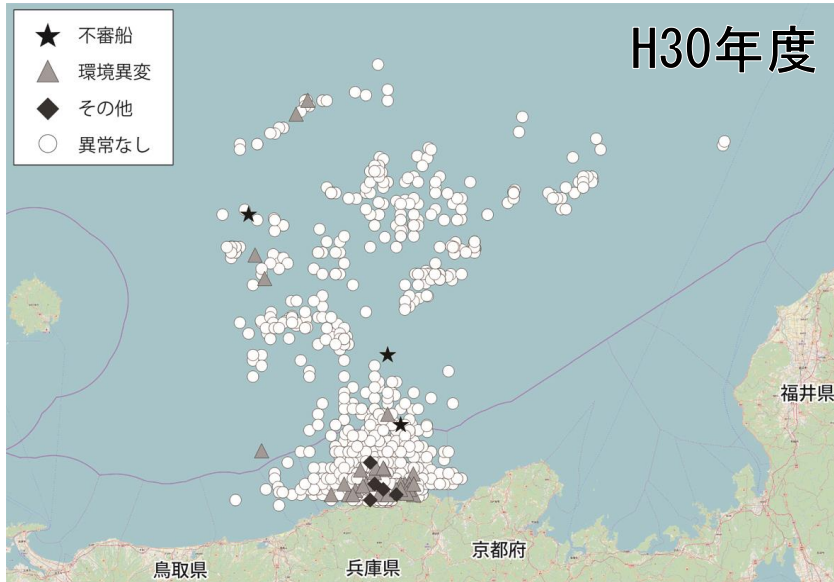 不審船
環境異変
その他
異常なし
H30年度
福井県
京都府
兵庫県
鳥取県